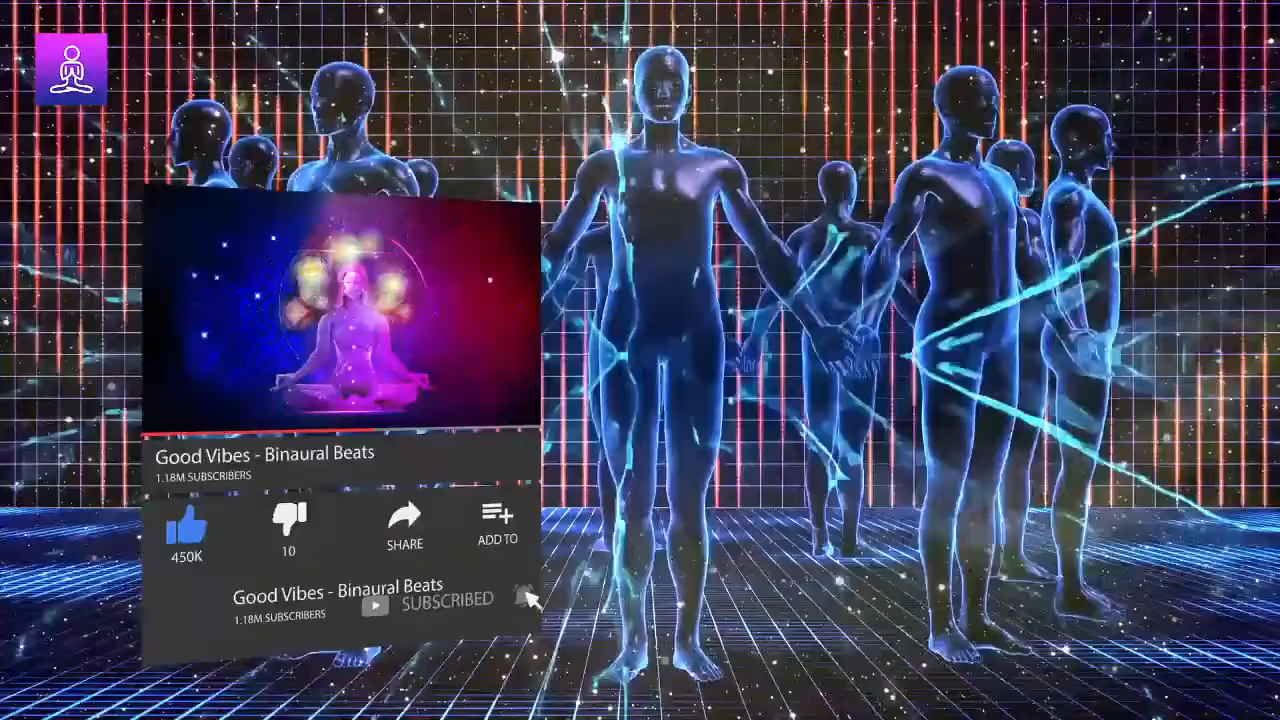 Good Vibes - Binaural Beats
1.18M SUBSCRIBERS
450K
10
SHARE
ADD TO
Good Vibes - Binaural Beats
1.18M SUBSCRIBERS
SUBSCRIBED